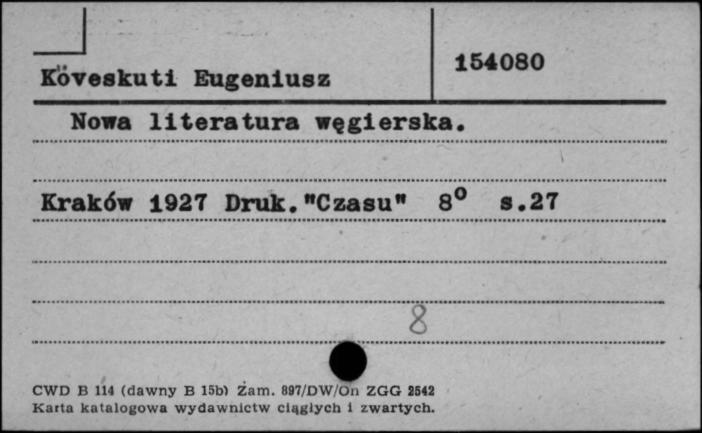 Köveskuti Eugeniusz
154080
Nowa literatura węgierska.
Kraków 1927 Druk."Czasu" 8° s.27
8
CWD B 114 (dawny B 15b) Zam. 897/DW/On ZGG 2542
Karta katalogowa wydawnictw ciągłych i zwartych.